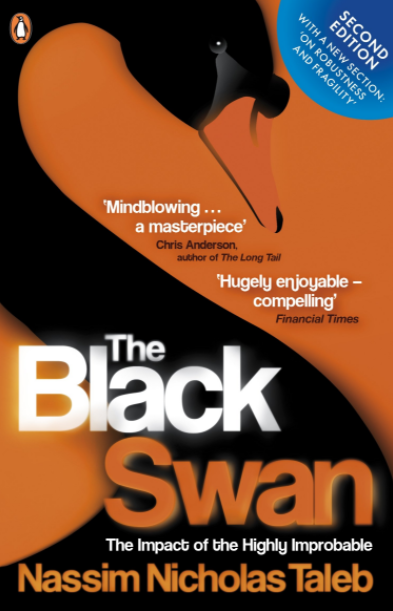 SECOND
EDITION
WITH A NEW SECTION:
'ON ROBUSTNESS
AND FRAGILITY'
'Mindblowing ...
a masterpiece'
Chris Anderson,
author of The Long Tail
'Hugely enjoyable –
compelling'
Financial Times
The
Black
Swan
The Impact of the Highly Improbable
Nassim Nicholas Taleb